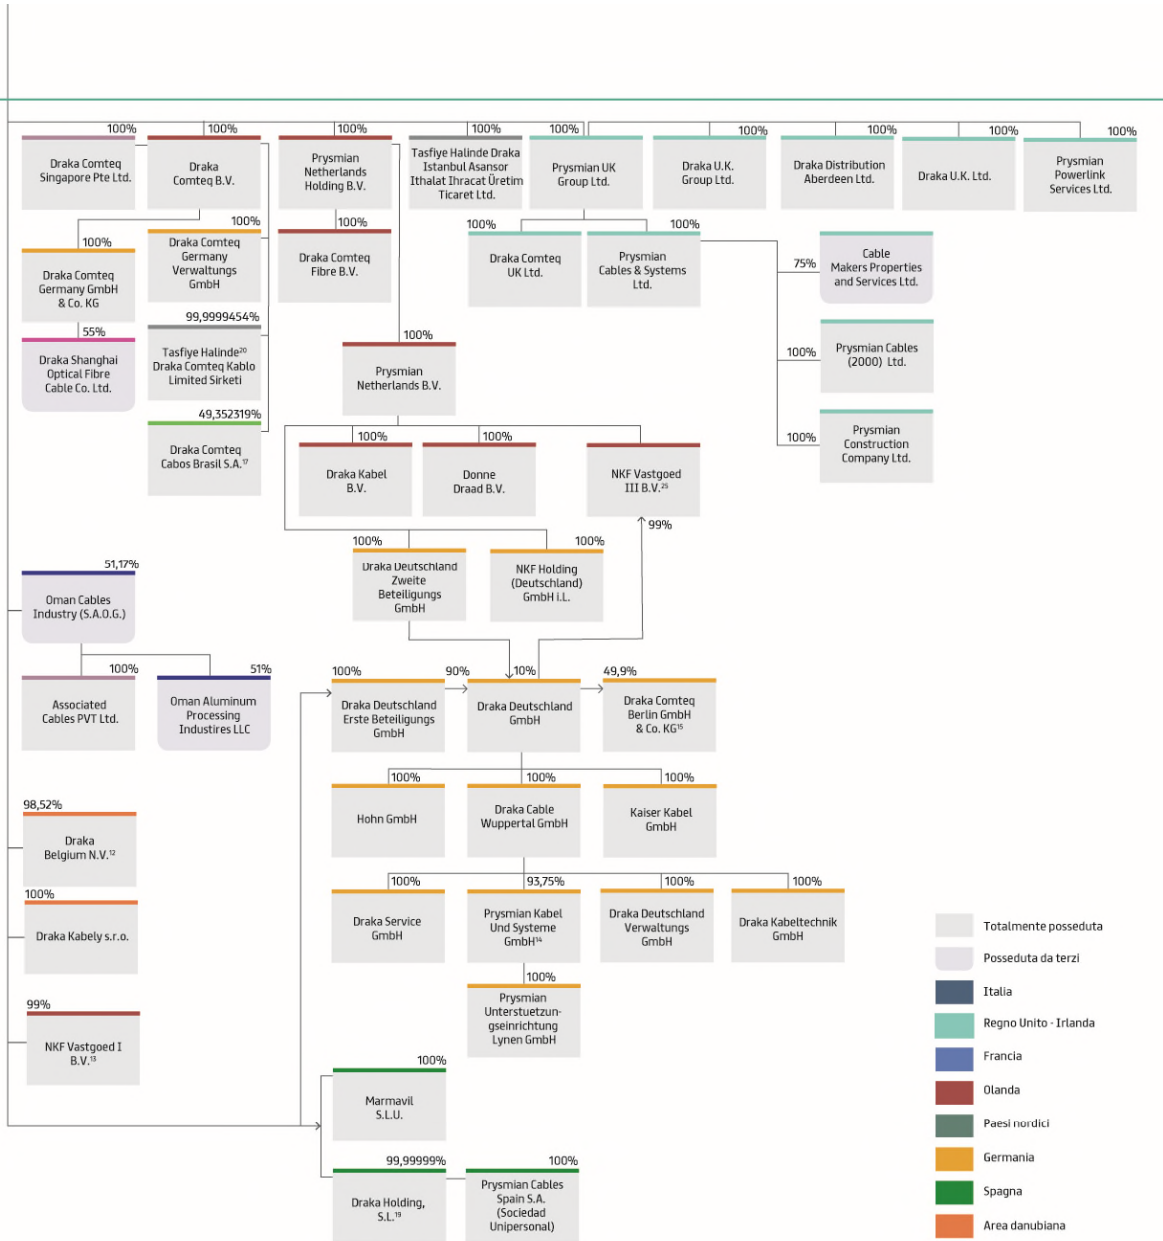 100%
Draka Comteq
Singapore Pte Ltd.
100%
Draka
Comteq B.V.
100%
Prysmian
Netherlands
Holding B.V.
100%
Tasfiye Halinde Draka
Istanbul Asansor
Ithalat Ihracat Üretim
Ticaret Ltd.
100%
Prysmian UK
Group Ltd.
100%
Draka U.K.
Group Ltd.
100%
Draka Distribution
Aberdeen Ltd.
100%
Draka U.K. Ltd.
100%
Prysmian
Powerlink
Services Ltd.
100%
Draka Comteq
Germany GmbH
& Co. KG
100%
Draka Comteq
Germany
Verwaltungs
GmbH
100%
Draka Comteq
Fibre B.V.
100%
Draka Comteq
UK Ltd.
100%
Prysmian
Cables & Systems
Ltd.
75%
Cable
Makers Properties
and Services Ltd.
55%
Draka Shanghai
Optical Fibre
Cable Co. Ltd.
99,9999454%
Tasfiye Halinde²⁰
Draka Comteq Kablo
Limited Sirketi
100%
Prysmian
Netherlands B.V.
100%
Prysmian Cables
(2000) Ltd.
49,352319%
Draka Comteq
Cabos Brasil S.A.¹⁷
100%
Draka Kabel
B.V.
100%
Donne
Draad B.V.
100%
NKF Vastgoed
III B.V.²⁵
99%
100%
Prysmian
Construction
Company Ltd.
100%
Draka Deutschland
Zweite
Beteiligungs
GmbH
100%
NKF Holding
(Deutschland)
GmbH i.L.
51,17%
Oman Cables
Industry (S.A.O.G.)
100%
Associated
Cables PVT Ltd.
51%
Oman Aluminum
Processing
Industires LLC
100%
Draka Deutschland
Erste Beteiligungs
GmbH
90%
10%
Draka Deutschland
GmbH
49,9%
Draka Comteq
Berlin GmbH
& Co. KG¹⁵
100%
Hohn GmbH
100%
Draka Cable
Wuppertal GmbH
100%
Kaiser Kabel
GmbH
98,52%
Draka
Belgium N.V.¹²
100%
Draka Kabely s.r.o.
99%
NKF Vastgoed I
B.V.¹³
100%
Draka Service
GmbH
93,75%
Prysmian Kabel
Und Systeme
GmbH¹⁴
100%
Draka Deutschland
Verwaltungs
GmbH
100%
Draka Kabeltechnik
GmbH
100%
Prysmian
Unterstuetzun-
gseinrichtung
Lynen GmbH
100%
Marmavil
S.L.U.
99,99999%
Draka Holding,
S.L.¹⁹
100%
Prysmian Cables
Spain S.A.
(Sociedad
Unipersonal)
Totalmente posseduta
Posseduta da terzi
Italia
Regno Unito - Irlanda
Francia
Olanda
Paesi nordici
Germania
Spagna
Area danubiana